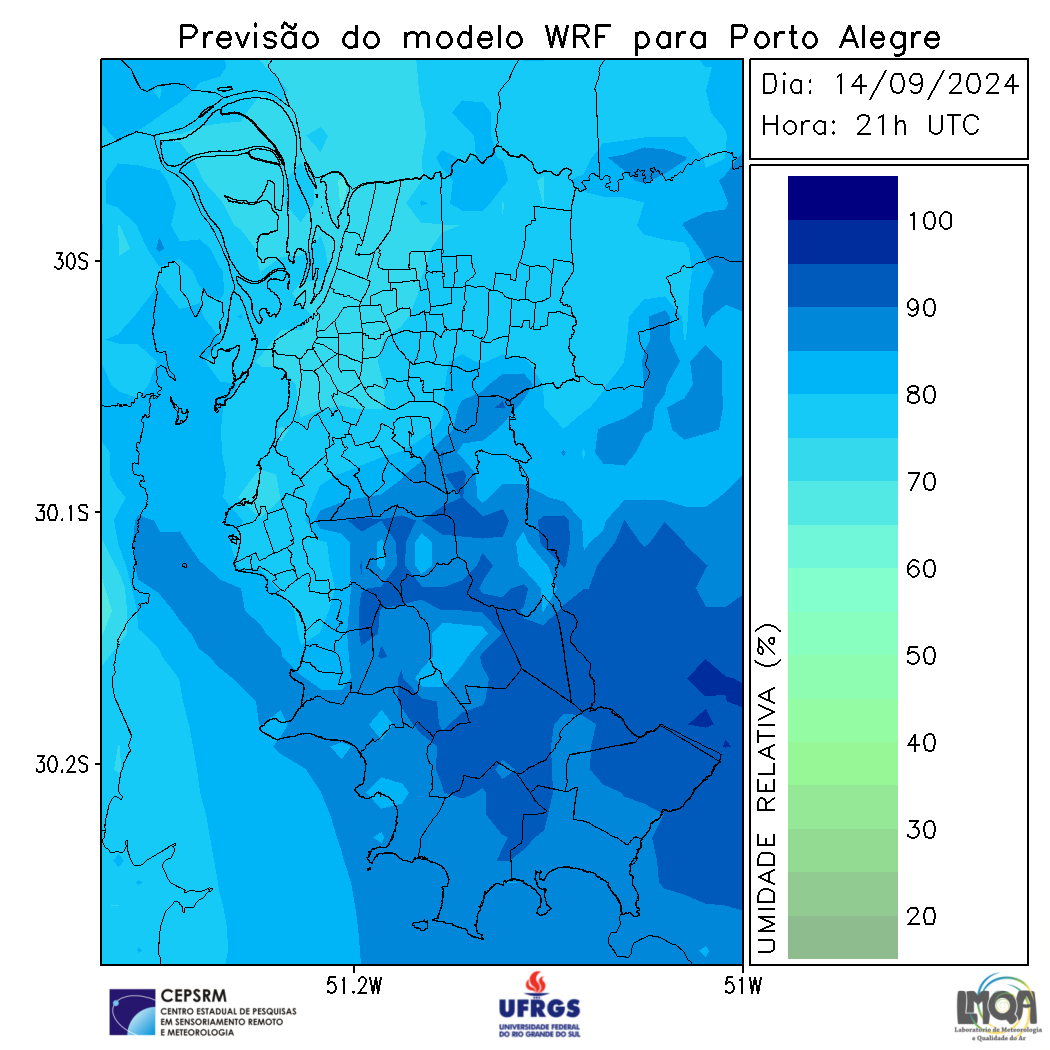 Previsão do modelo WRF para Porto Alegre
Dia: 14/09/2024
Hora: 21h UTC
30S
30.1S
30.2S
51.2W
51W
UMIDADE RELATIVA (%)
100
90
80
70
60
50
40
30
20
CEPSRM
CENTRO ESTADUAL DE PESQUISAS
EM SENSORIAMENTO REMOTO
E METEOROLOGIA
UFRGS
UNIVERSIDADE FEDERAL
DO RIO GRANDE DO SUL
LMQA
Laboratório de Meteorologia
e Qualidade do Ar